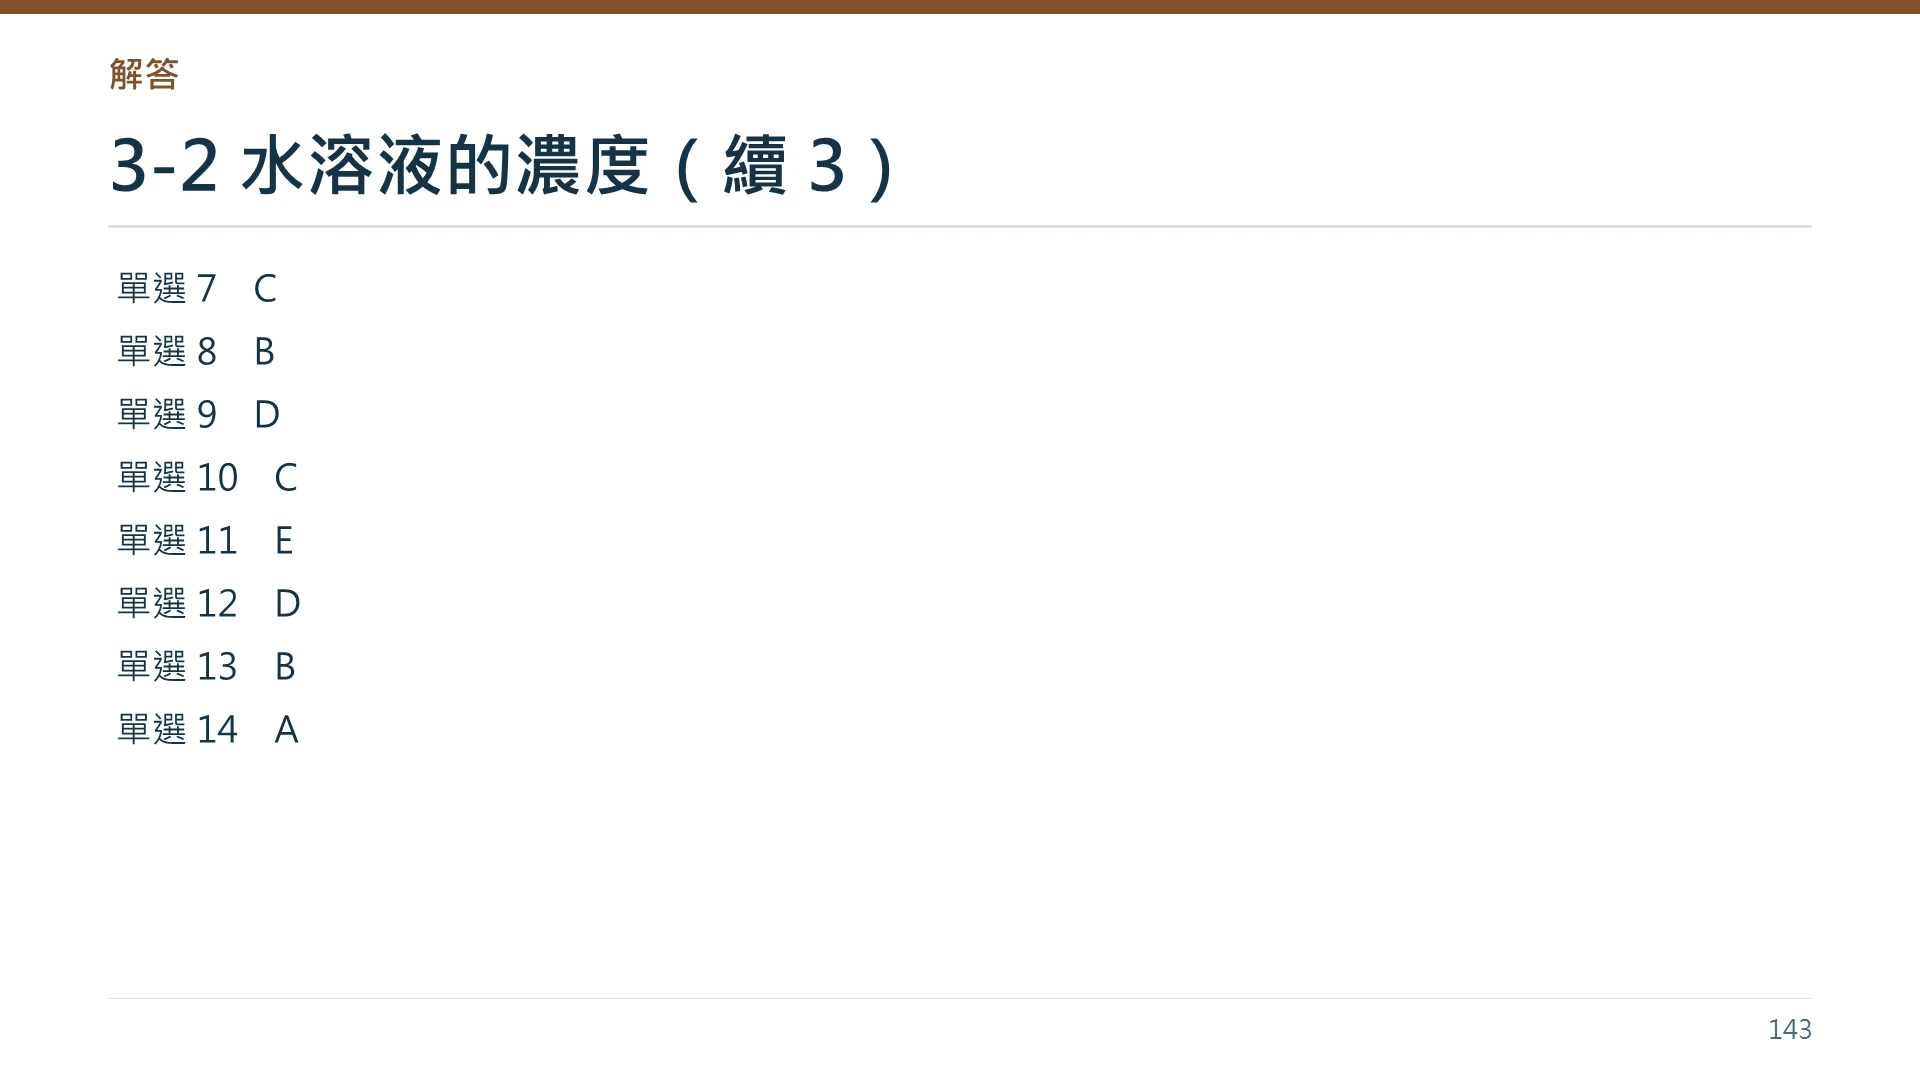 解答
3-2 水溶液的濃度（續 3）
單選 7　C
單選 8　B
單選 9　D
單選 10　C
單選 11　E
單選 12　D
單選 13　B
單選 14　A
143